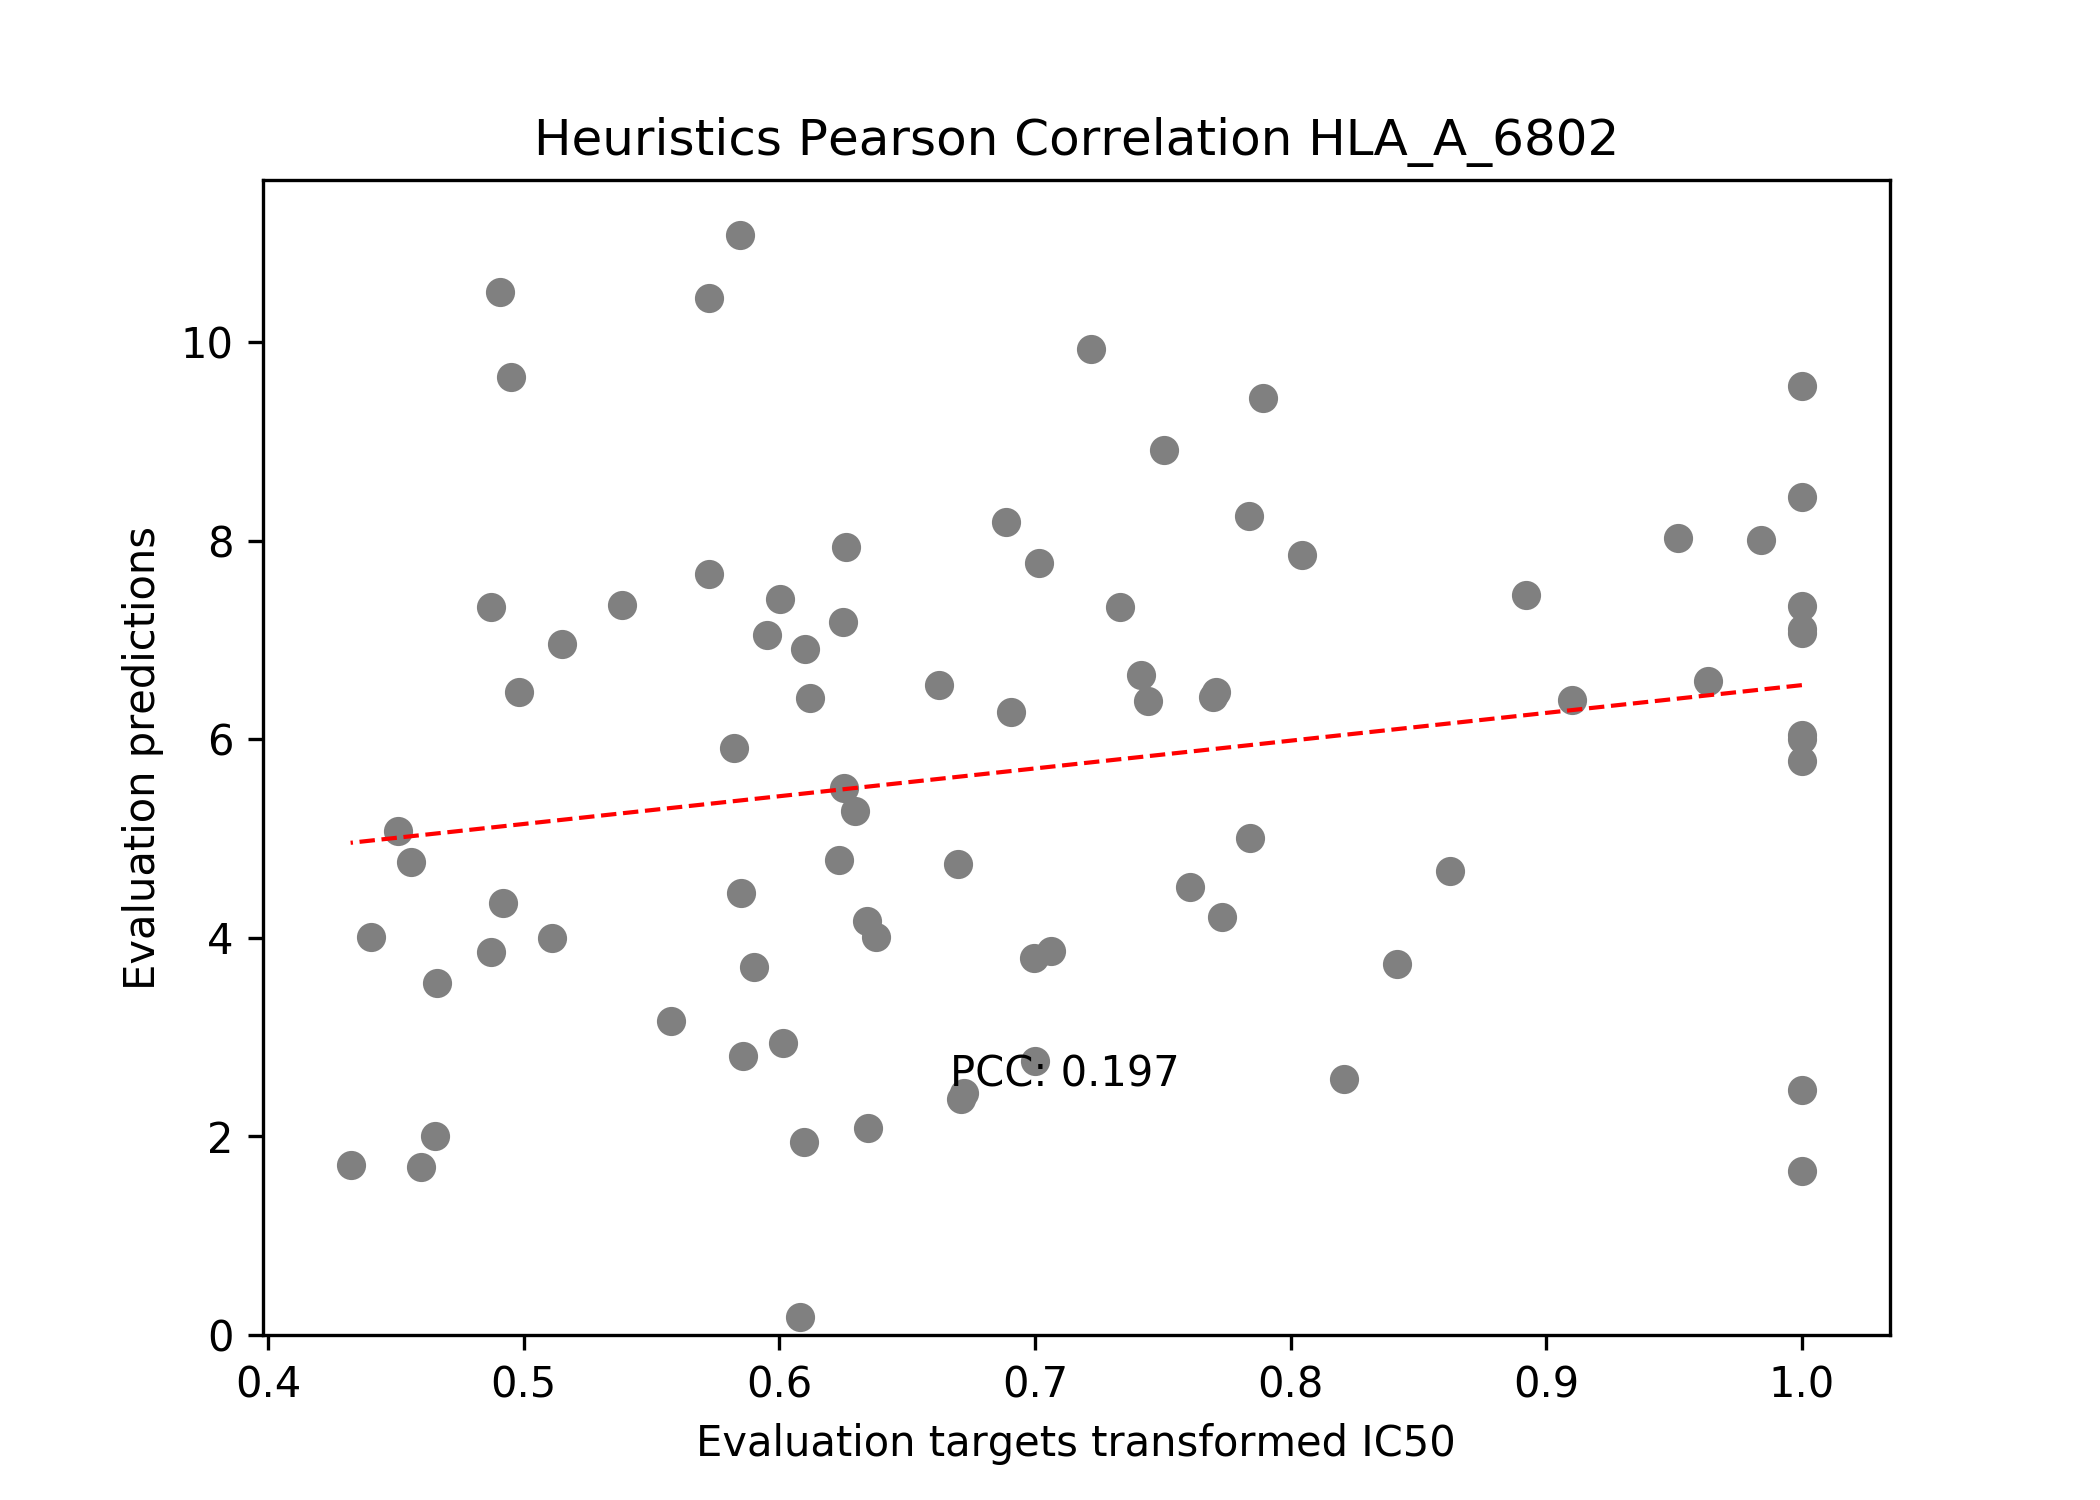 Heuristics Pearson Correlation HLA_A_6802
Evaluation predictions
10
8
6
4
2
0
PCC: 0.197
0.4 0.5 0.6 0.7 0.8 0.9 1.0
Evaluation targets transformed IC50